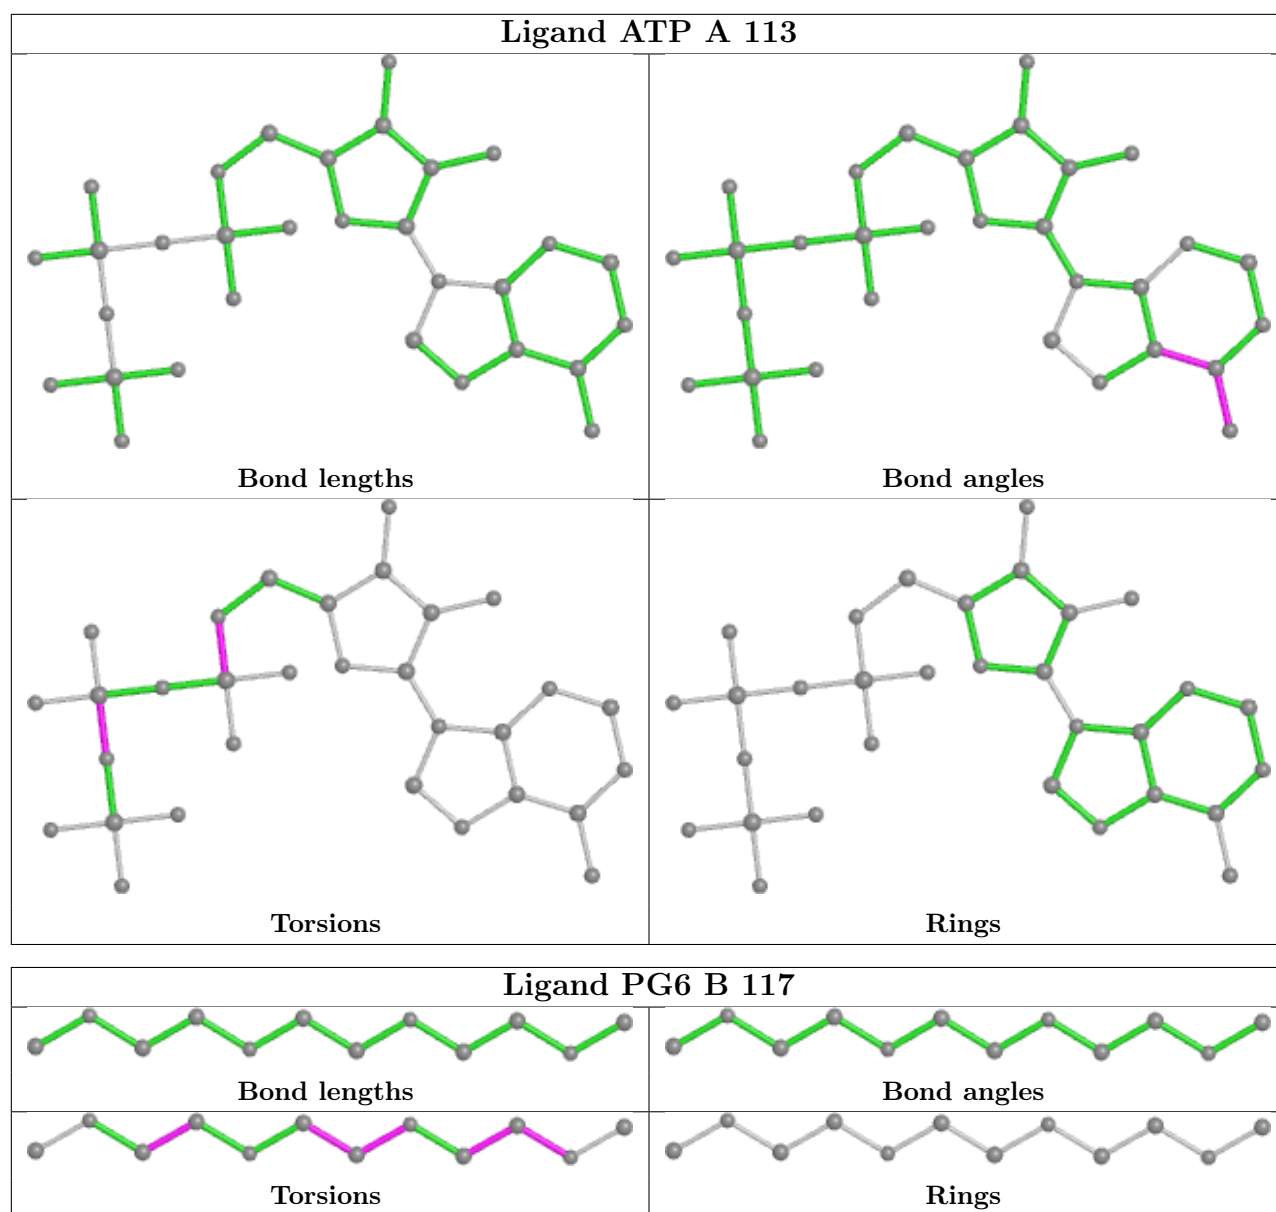 Ligand ATP A 113
Bond lengths
Bond angles
Torsions
Rings
Ligand PG6 B 117
Bond lengths
Bond angles
Torsions
Rings